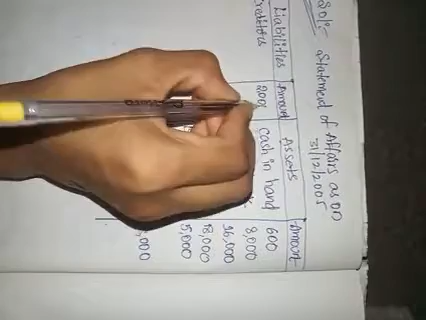 Sol:- Statement of Affairs as on
31/12/2005
Liabilities Amount Assets Amount
Creditors 200 cash in hand 600
8,000
26,000
18,000
5,000